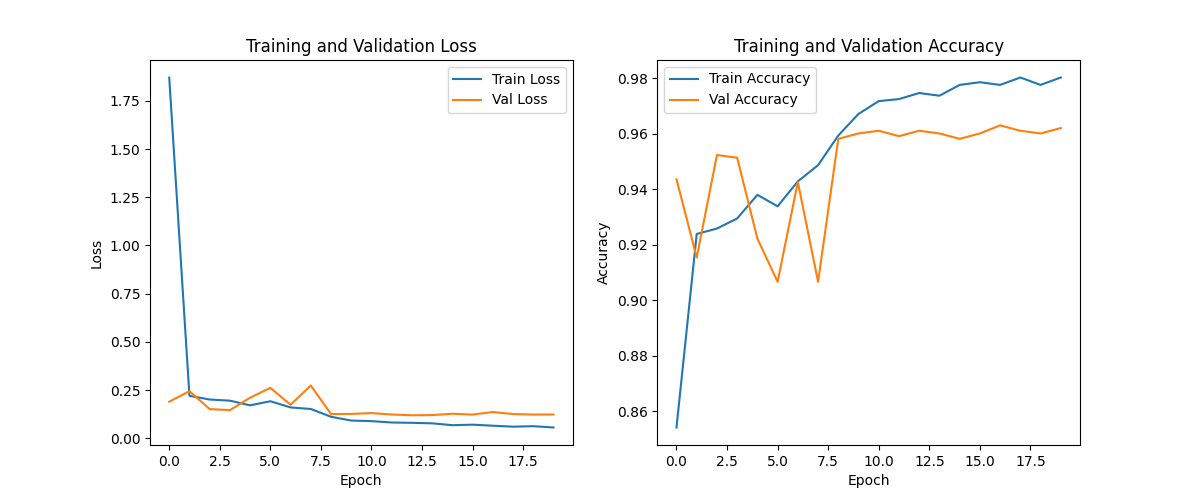 Training and Validation Loss
Train Loss
Val Loss
1.75
1.50
1.25
1.00
0.75
0.50
0.25
0.00
Loss
0.0 2.5 5.0 7.5 10.0 12.5 15.0 17.5
Epoch
Training and Validation Accuracy
Train Accuracy
Val Accuracy
0.98
0.96
0.94
0.92
0.90
0.88
0.86
Accuracy
0.0 2.5 5.0 7.5 10.0 12.5 15.0 17.5
Epoch